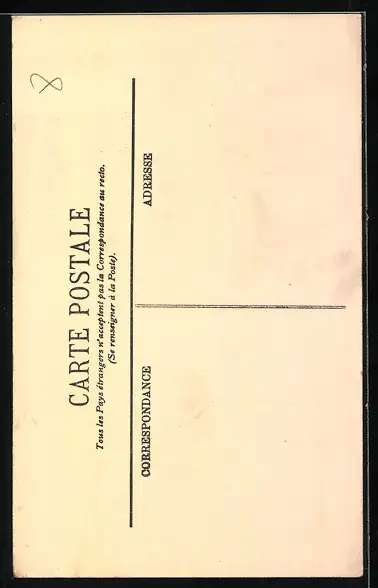 8
CARTE POSTALE
Tous les Pays étrangers n'acceptent pas la Correspondance au recto.
(Se renseigner à la Poste).
CORRESPONDANCE
ADRESSE